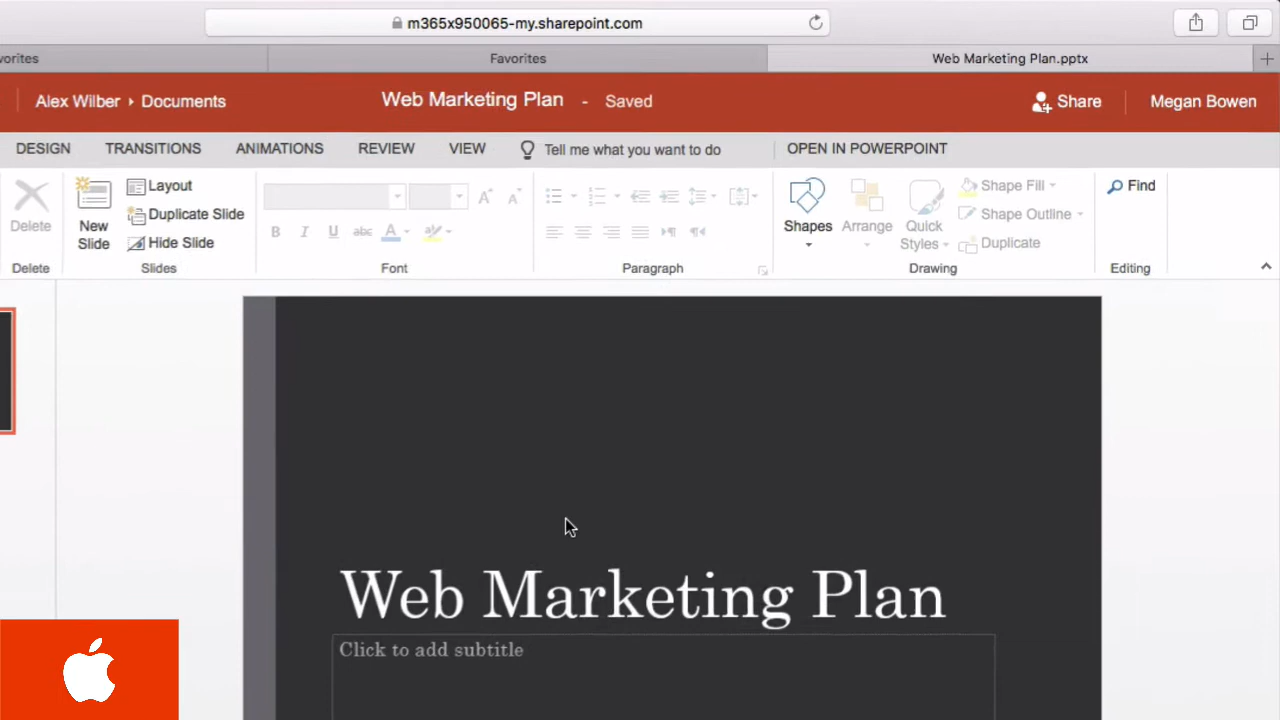 m365x950065-my.sharepoint.com
vorites
Favorites
Web Marketing Plan.pptx
Alex Wilber
Documents
Web Marketing Plan - Saved
Share
Megan Bowen
DESIGN
TRANSITIONS
ANIMATIONS
REVIEW
VIEW
Tell me what you want to do
OPEN IN POWERPOINT
Delete
New
Slide
Layout
Duplicate Slide
Hide Slide
B I U abc A
Shapes
Arrange
Quick
Styles
Shape Fill
Shape Outline
Duplicate
Find
Delete
Slides
Font
Paragraph
Drawing
Editing
Web Marketing Plan
Click to add subtitle